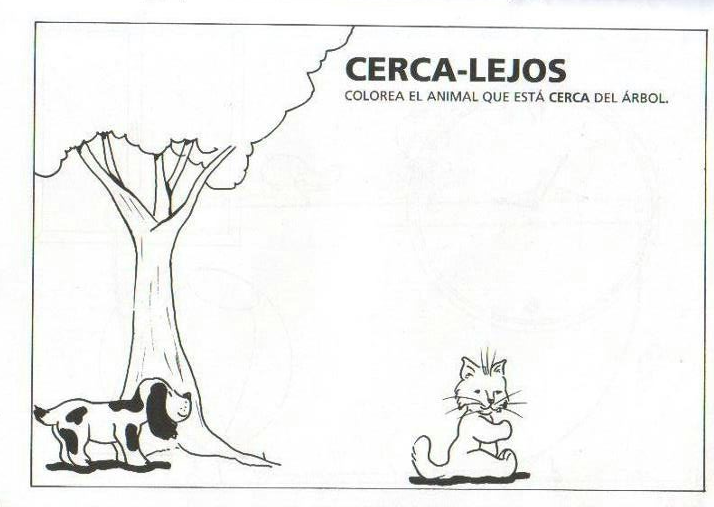 CERCA-LEJOS
COLOREA EL ANIMAL QUE ESTÁ CERCA DEL ÁRBOL.